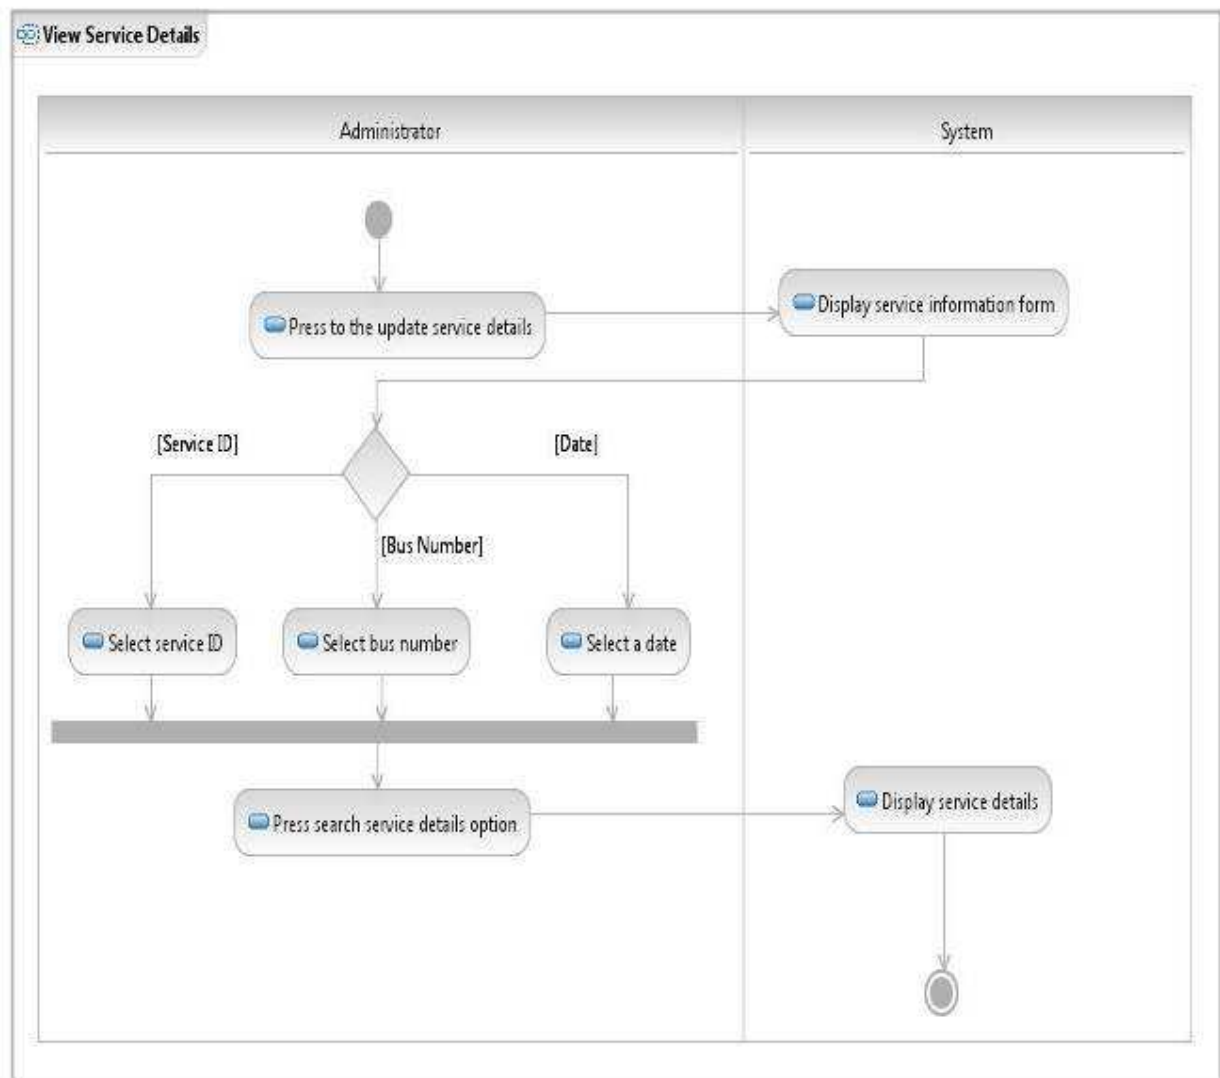 View Service Details
Administrator
System
Press to the update service details
Display service information form
[Service ID]
[Date]
[Bus Number]
Select service ID
Select bus number
Select a date
Press search service details option
Display service details